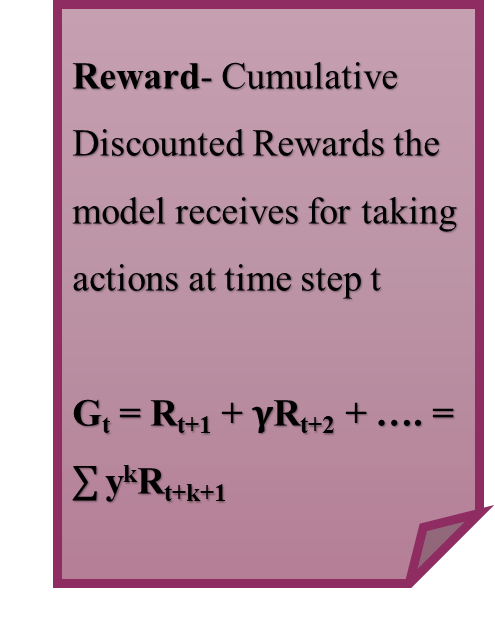 Reward- Cumulative
Discounted Rewards the
model receives for taking
actions at time step t
Gₜ = Rₜ₊₁ + γRₜ₊₂ + …. =
∑ yᵏRₜ₊ₖ₊₁